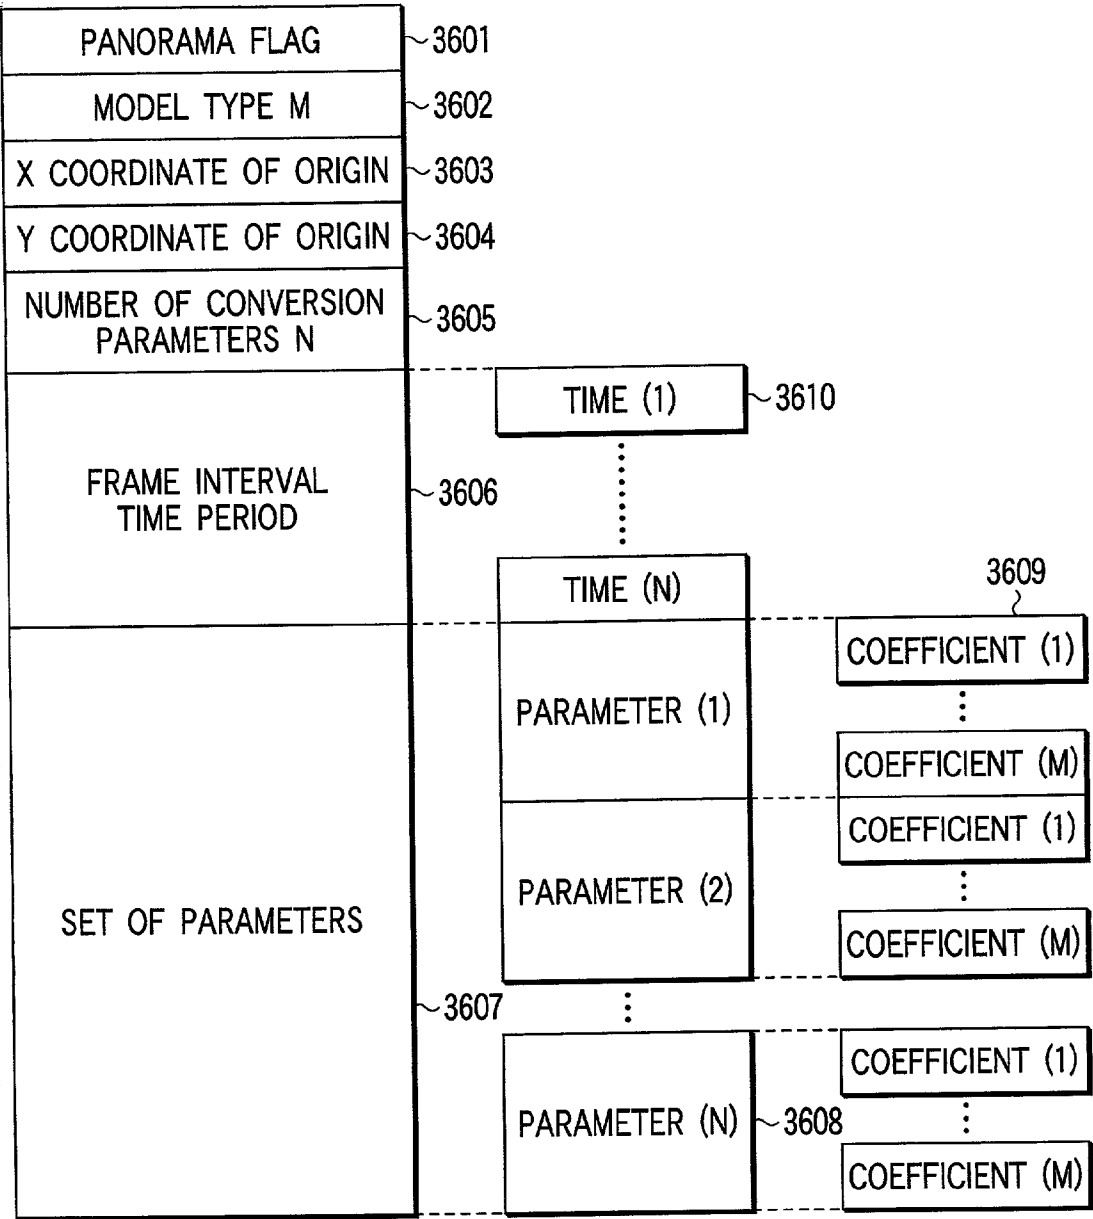 PANORAMA FLAG
3601
MODEL TYPE M
3602
X COORDINATE OF ORIGIN
3603
Y COORDINATE OF ORIGIN
3604
NUMBER OF CONVERSION
PARAMETERS N
3605
FRAME INTERVAL
TIME PERIOD
3606
SET OF PARAMETERS
3607
TIME (1)
3610
TIME (N)
PARAMETER (1)
PARAMETER (2)
PARAMETER (N)
3608
3609
COEFFICIENT (1)
COEFFICIENT (M)
COEFFICIENT (1)
COEFFICIENT (M)
COEFFICIENT (1)
COEFFICIENT (M)